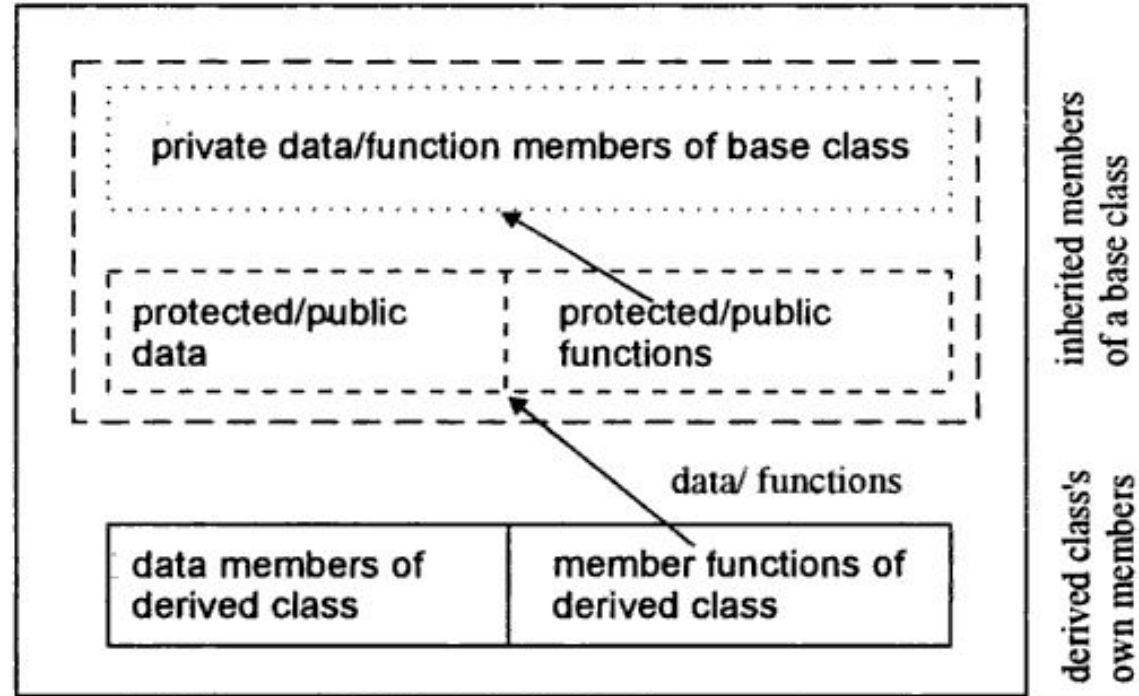 private data/function members of base class
protected/public
data
protected/public
functions
data/ functions
data members of
derived class
member functions of
derived class
inherited members
of a base class
derived class's
own members